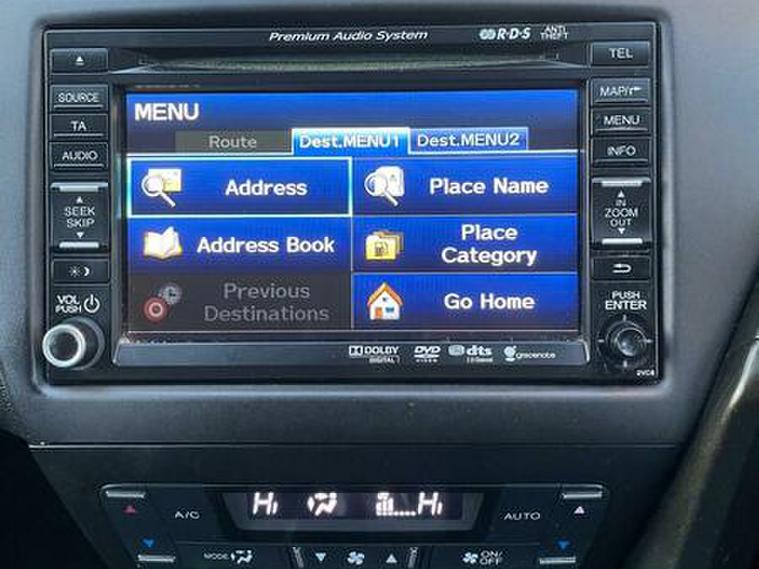 Premium Audio System
R·D·S
ANTI THEFT
TEL
SOURCE
TA
AUDIO
SEEK
SKIP
VOL
PUSH
MAP/
MENU
INFO
IN
ZOOM
OUT
PUSH
ENTER
MENU
Route
Dest.MENU1
Dest.MENU2
Address
Place Name
Address Book
Place
Category
Previous
Destinations
Go Home
DOLBY
DIGITAL
DVD
VIDEO
dts
gracenote
2VC6
Hi
Hi
A/C
AUTO
MODE
ON/
OFF